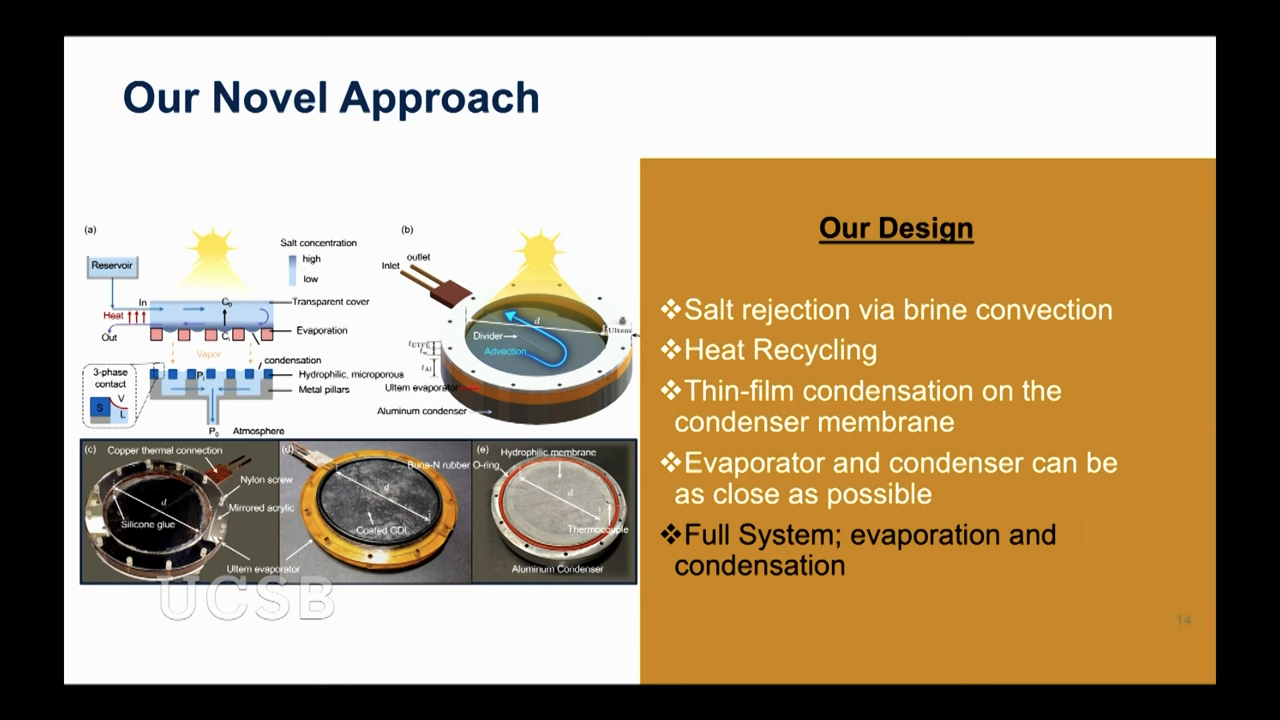 Our Novel Approach
(a)
Salt concentration
high
low
Reservoir
In
C₀
Transparent cover
Heat
Out
Evaporation
Vapor
condensation
3-phase
contact
S
V
L
Hydrophilic, microporous
Metal pillars
P₀
Atmosphere
(b)
outlet
Inlet
d
Divider
Advection
Ultem evaporator
Aluminum condenser
(c)
Copper thermal connection
Nylon screw
Mirrored acrylic
d
Silicone glue
Ultem evaporator
(d)
Buna-N rubber O-ring
d
Coated GDL
(e)
Hydrophilic membrane
d
Thermocouple
Aluminum Condenser
UCSB
Our Design
❖Salt rejection via brine convection
❖Heat Recycling
❖Thin-film condensation on the
condenser membrane
❖Evaporator and condenser can be
as close as possible
❖Full System; evaporation and
condensation
14